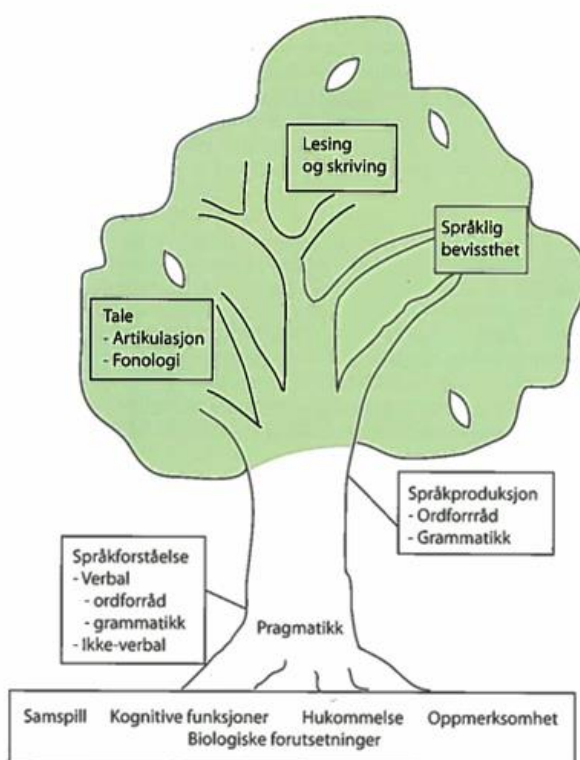 Lesing
og skriving
Språklig
bevissthet
Tale
- Artikulasjon
- Fonologi
Språkproduksjon
- Ordforrråd
- Grammatikk
Språkforståelse
- Verbal
- ordforråd
- grammatikk
- Ikke-verbal
Pragmatikk
Samspill Kognitive funksjoner Hukommelse Oppmerksomhet
Biologiske forutsetninger